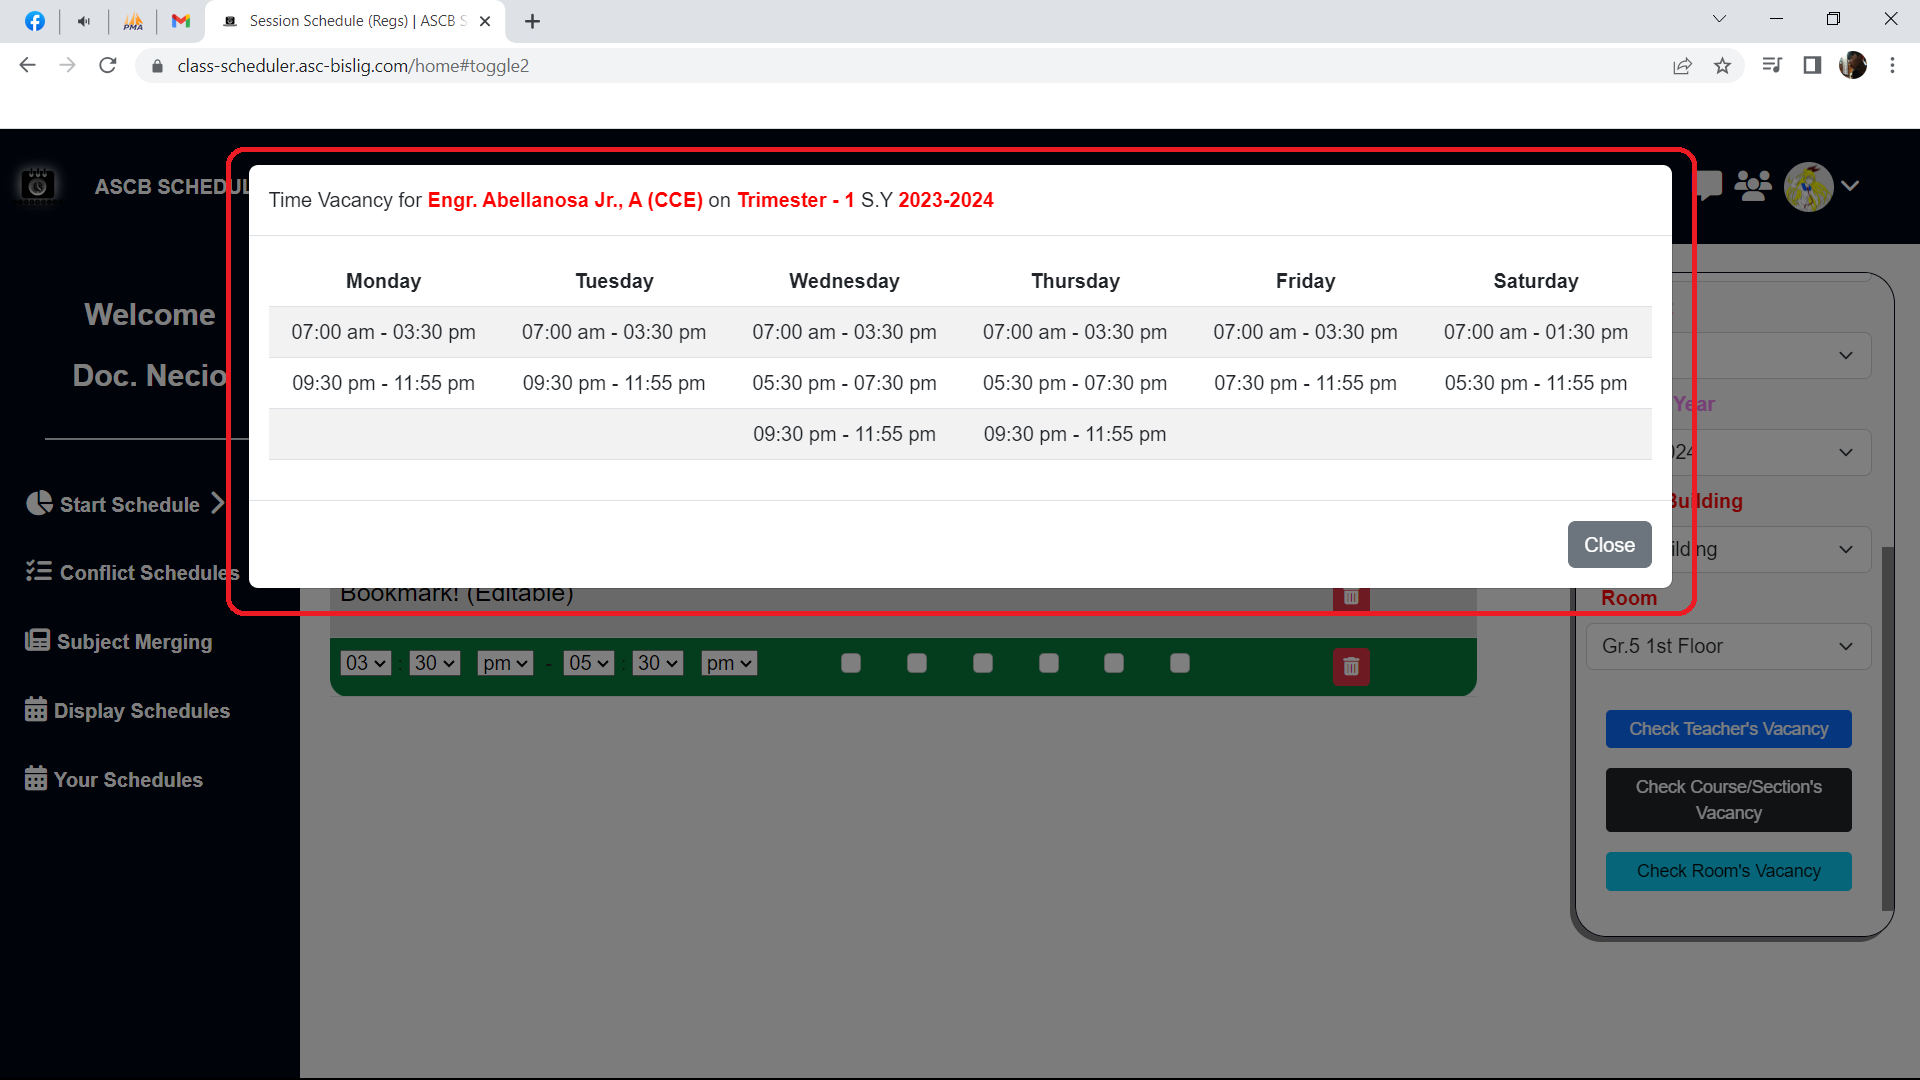 PMA
Session Schedule (Regs) | ASCB S
class-scheduler.asc-bislig.com/home#toggle2
ASCB SCHEDUL
Time Vacancy for Engr. Abellanosa Jr., A (CCE) on Trimester - 1 S.Y 2023-2024
Monday Tuesday Wednesday Thursday Friday Saturday
07:00 am - 03:30 pm 07:00 am - 03:30 pm 07:00 am - 03:30 pm 07:00 am - 03:30 pm 07:00 am - 03:30 pm 07:00 am - 01:30 pm
09:30 pm - 11:55 pm 09:30 pm - 11:55 pm 05:30 pm - 07:30 pm 05:30 pm - 07:30 pm 07:30 pm - 11:55 pm 05:30 pm - 11:55 pm
09:30 pm - 11:55 pm 09:30 pm - 11:55 pm
Close
Welcome
Doc. Necio
Start Schedule
Conflict Schedules
Subject Merging
Display Schedules
Your Schedules
Bookmark! (Editable)
03 : 30 pm - 05 : 30 pm
Year
024
Building
ilding
Room
Gr.5 1st Floor
Check Teacher's Vacancy
Check Course/Section's
Vacancy
Check Room's Vacancy